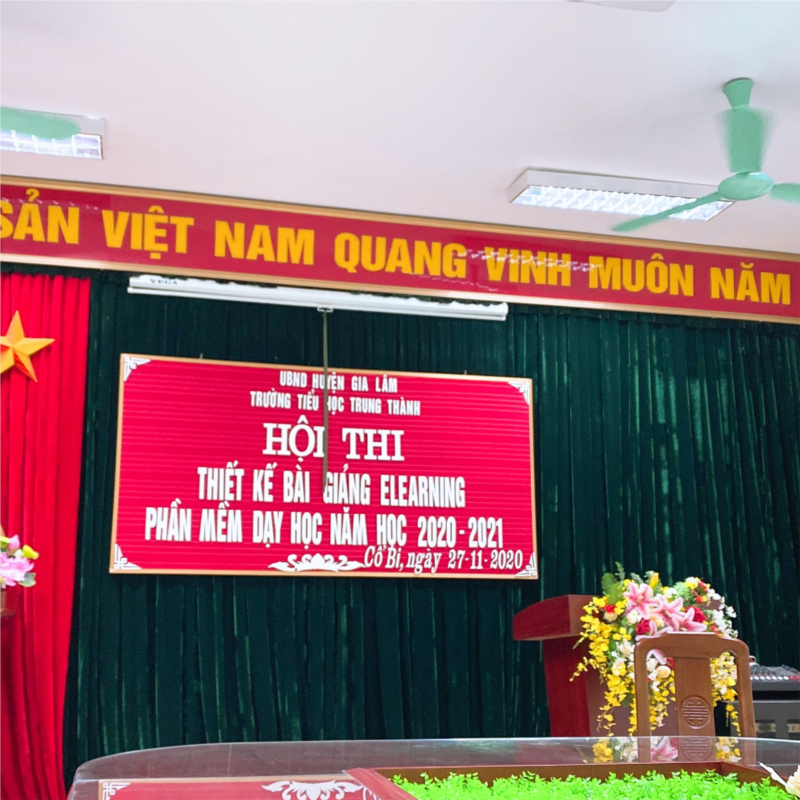 SẢN VIỆT NAM QUANG VINH MUÔN NĂM
VEGA
UBND HUYỆN GIA LÂM
TRƯỜNG TIỂU HỌC TRUNG THÀNH
HỘI THI
THIẾT KẾ BÀI GIẢNG ELEARNING
PHẦN MỀM DẠY HỌC NĂM HỌC 2020-2021
Cổ Bi, ngày 27-11-2020